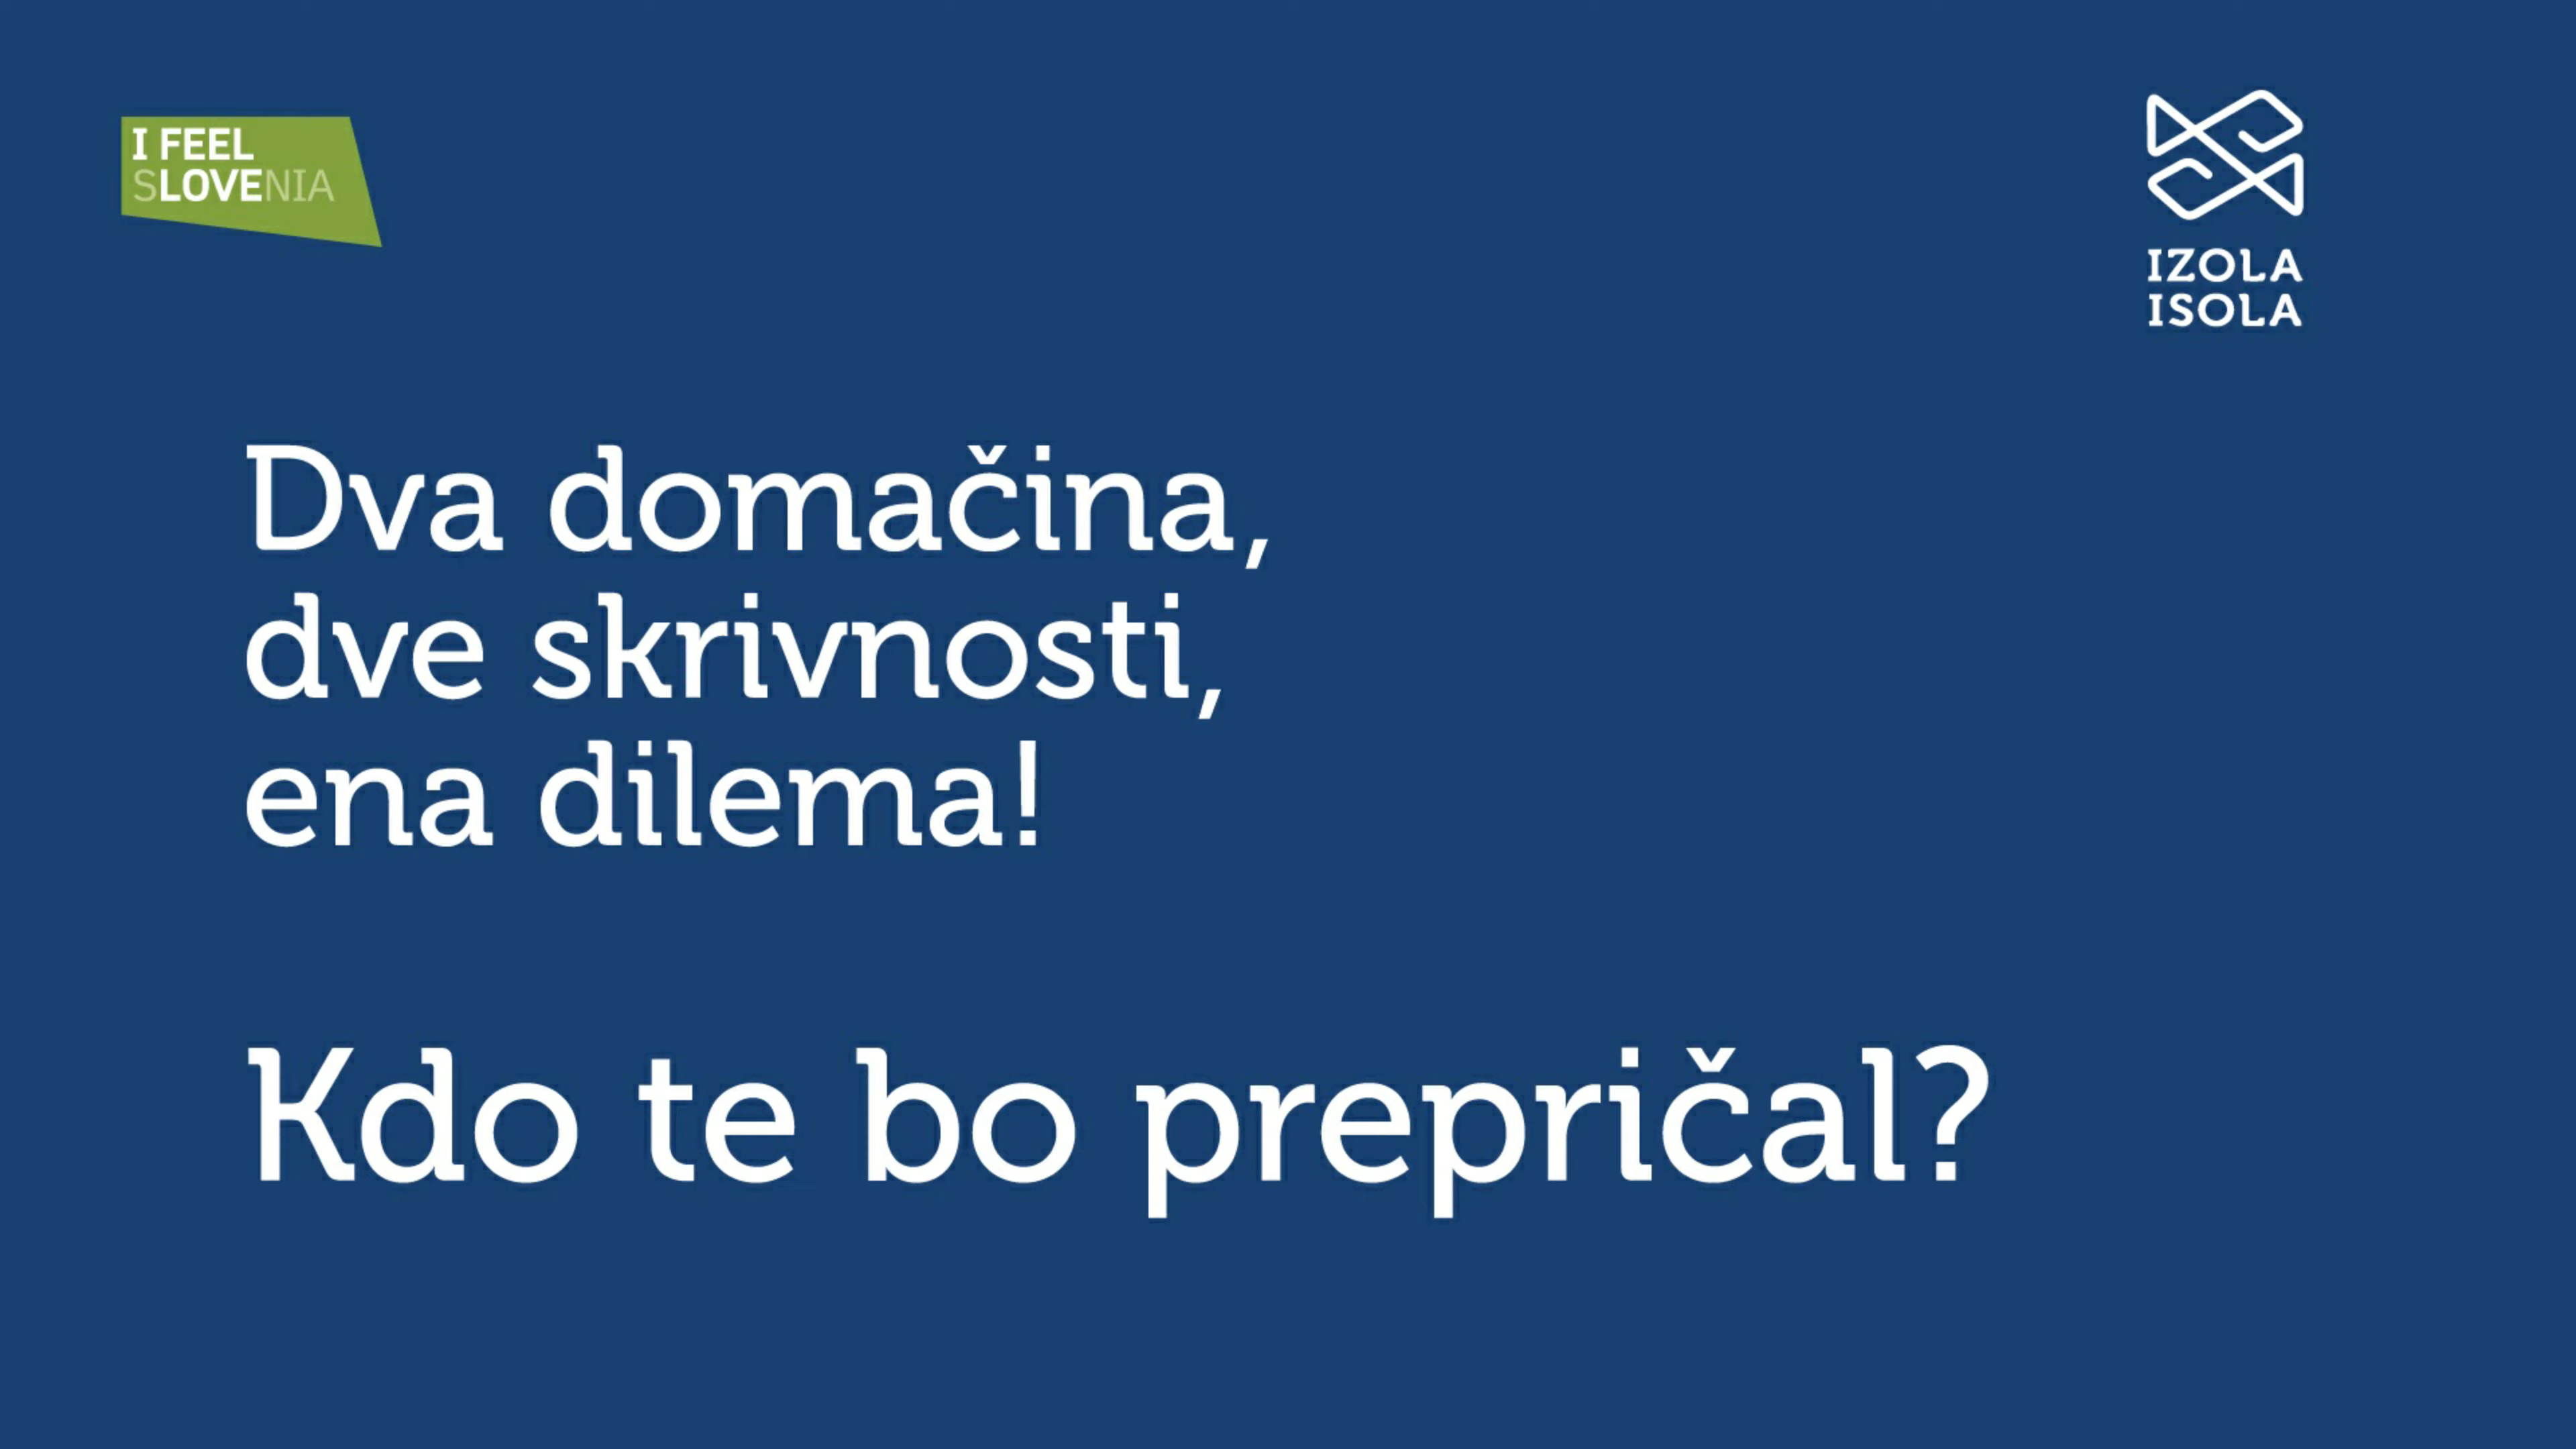 I FEEL
SLOVENIA
IZOLA
ISOLA
Dva domačina,
dve skrivnosti,
ena dilema!
Kdo te bo prepričal?